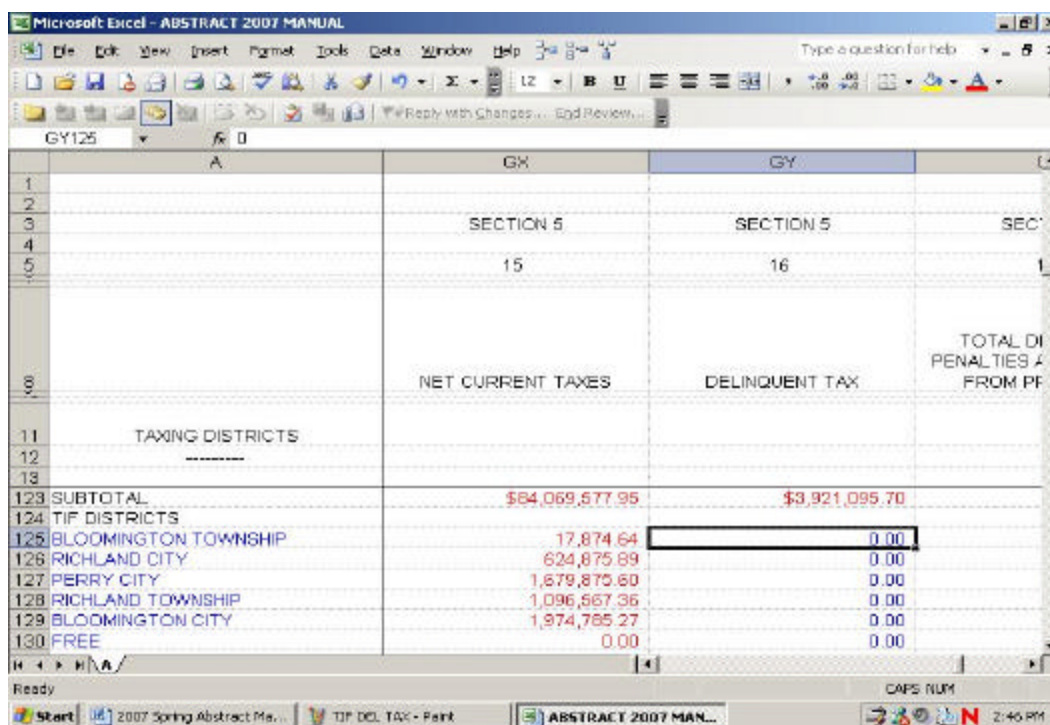 Microsoft Excel - ABSTRACT 2007 MANUAL
File Edit View Insert Format Tools Data Window Help Type a question for help
12 B U
Reply with Changes... End Review...
GY125 fx 0
A GX GY
1
2
3 SECTION 5 SECTION 5 SEC
4
5 15 16 1
TOTAL
PENALTIES
8 NET CURRENT TAXES DELINQUENT TAX FROM
11 TAXING DISTRICTS
12 ----------
13
123 SUBTOTAL $84,069,577.95 $3,921,095.70
124 TIF DISTRICTS
125 BLOOMINGTON TOWNSHIP 17,874.64 0.00
126 RICHLAND CITY 624,875.89 0.00
127 PERRY CITY 1,679,875.60 0.00
128 RICHLAND TOWNSHIP 1,096,567.36 0.00
129 BLOOMINGTON CITY 1,974,785.27 0.00
130 FREE 0.00 0.00
A
Ready CAPS NUM
Start 2007 Spring Abstract Ma... TIF DEL TAX - Paint ABSTRACT 2007 MAN... N 2:46 PM